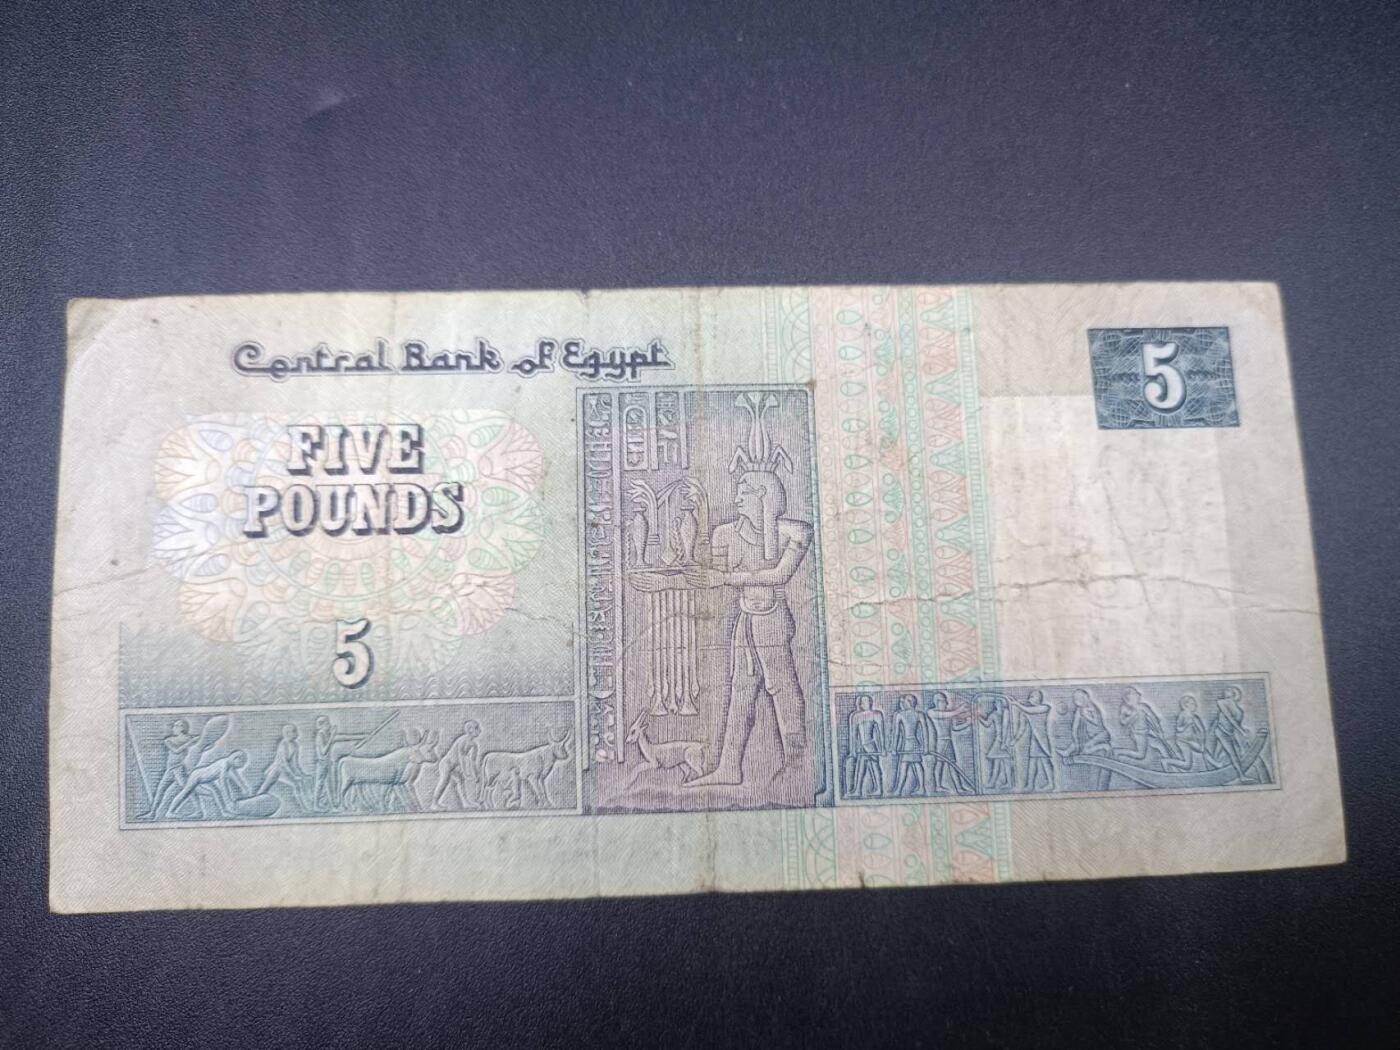 Central Bank of Egypt
5
FIVE
POUNDS
5